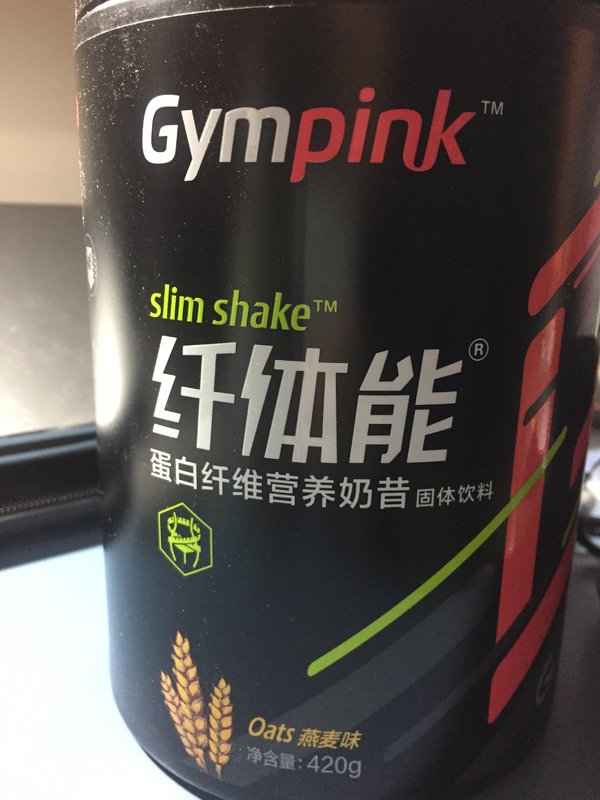 Gympink™
slim shake™
纤体能®
蛋白纤维营养奶昔 固体饮料
Oats 燕麦味
净含量: 420g